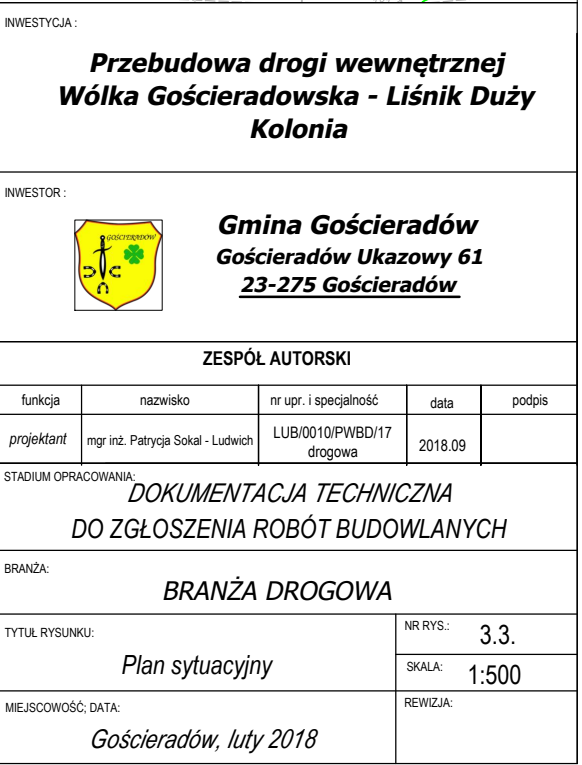 INWESTYCJA :
Przebudowa drogi wewnętrznej
Wólka Gościeradowska - Liśnik Duży
Kolonia
INWESTOR :
GOŚCIERADÓW
Gmina Gościeradów
Gościeradów Ukazowy 61
23-275 Gościeradów
ZESPÓŁ AUTORSKI
funkcja nazwisko nr upr. i specjalność data podpis
projektant mgr inż. Patrycja Sokal - Ludwich LUB/0010/PWBD/17 drogowa 2018.09
STADIUM OPRACOWANIA:
DOKUMENTACJA TECHNICZNA
DO ZGŁOSZENIA ROBÓT BUDOWLANYCH
BRANŻA:
BRANŻA DROGOWA
TYTUŁ RYSUNKU:
Plan sytuacyjny
NR RYS.: 3.3.
SKALA: 1:500
MIEJSCOWOŚĆ; DATA:
Gościeradów, luty 2018
REWIZJA: